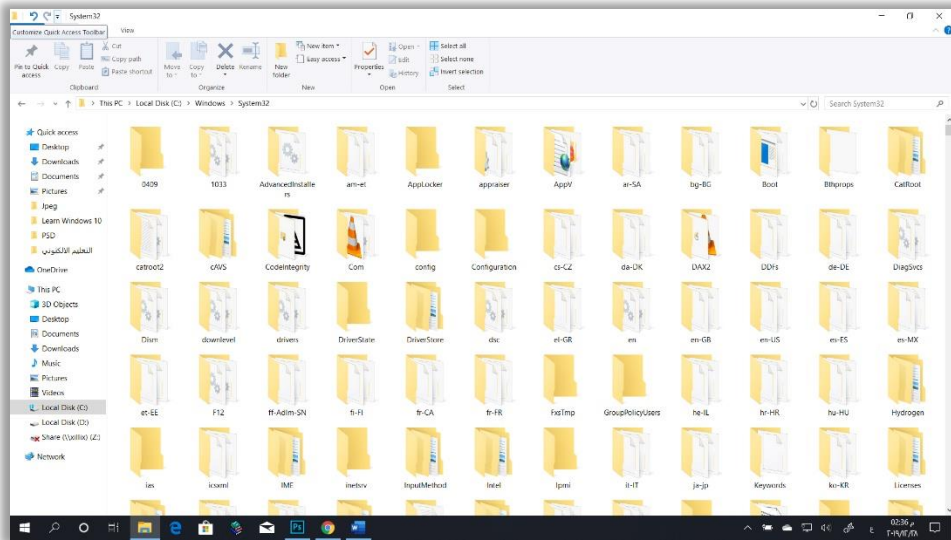 System32
Customize Quick Access Toolbar
View
Pin to Quick access
Copy
Paste
Cut
Copy path
Paste shortcut
Clipboard
Move to
Copy to
Delete
Rename
Organize
New folder
New item
Easy access
New
Properties
Open
Edit
History
Open
Select all
Select none
Invert selection
Select
This PC > Local Disk (C:) > Windows > System32
Search System32
Quick access
Desktop
Downloads
Documents
Pictures
Jpeg
Learn Windows 10
PSD
التعليم الالكتروني
OneDrive
This PC
3D Objects
Desktop
Documents
Downloads
Music
Pictures
Videos
Local Disk (C:)
Local Disk (D:)
Share (\\xillix) (Z:)
Network
0409 1033 AdvancedInstallers am-et AppLocker appraiser AppV ar-SA bg-BG Boot Bthprops CatRoot
catroot2 cAVS CodeIntegrity Com config Configuration cs-CZ da-DK DAX2 DDFs de-DE DiagSvcs
Dism downlevel drivers DriverState DriverStore dsc el-GR en en-GB en-US es-ES es-MX
et-EE F12 ff-Adlm-SN fi-FI fr-CA fr-FR FxsTmp GroupPolicyUsers he-IL hr-HR hu-HU Hydrogen
ias icsxml IME inetsrv InputMethod Intel Ipmi it-IT ja-jp Keywords ko-KR Licenses
Ps
02:36 م
٢٠١٩/١٢/٢٨